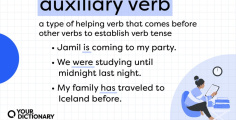 auxiliary verb
a type of helping verb that comes before
other verbs to establish verb tense
• Jamil is coming to my party.
• We were studying until
midnight last night.
• My family has traveled to
Iceland before.
YOUR
DICTIONARY